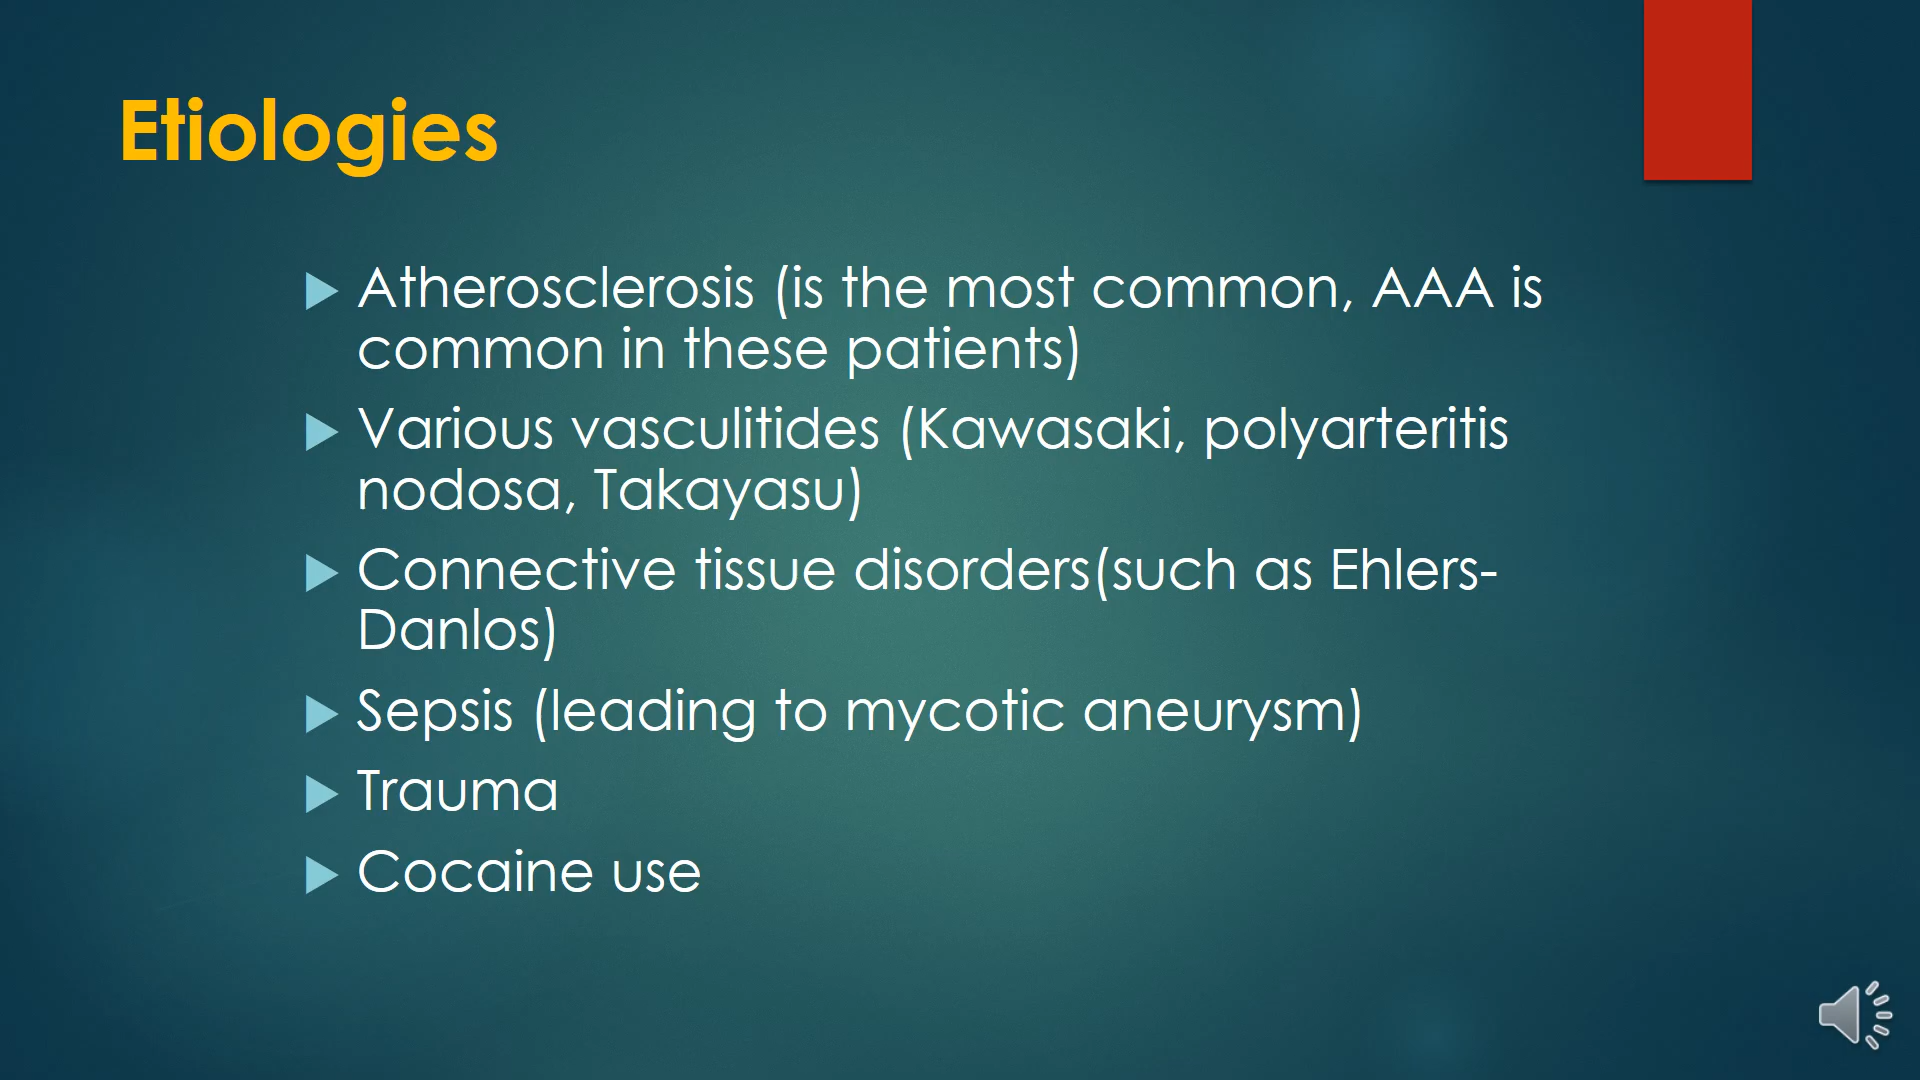 Etiologies
Atherosclerosis (is the most common, AAA is
common in these patients)
Various vasculitides (Kawasaki, polyarteritis
nodosa, Takayasu)
Connective tissue disorders(such as Ehlers-
Danlos)
Sepsis (leading to mycotic aneurysm)
Trauma
Cocaine use